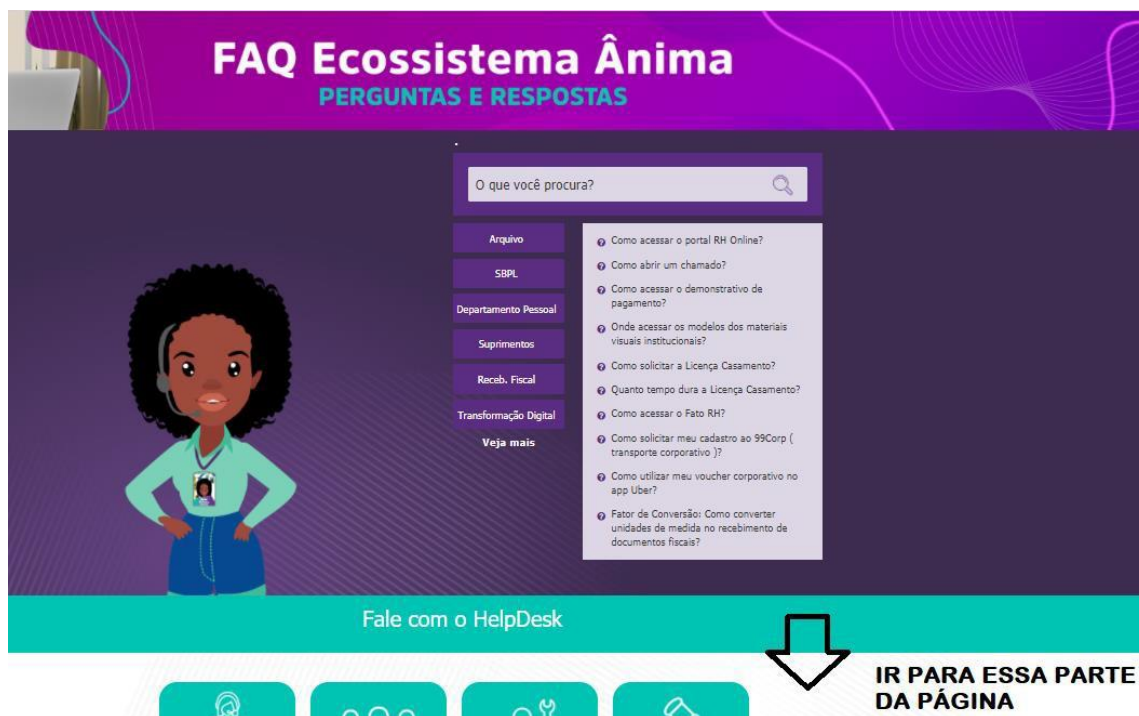 FAQ Ecossistema Ânima
PERGUNTAS E RESPOSTAS
.
O que você procura?
Arquivo
SBPL
Departamento Pessoal
Suprimentos
Receb. Fiscal
Transformação Digital
Veja mais
Como acessar o portal RH Online?
Como abrir um chamado?
Como acessar o demonstrativo de
pagamento?
Onde acessar os modelos dos materiais
visuais institucionais?
Como solicitar a Licença Casamento?
Quanto tempo dura a Licença Casamento?
Como acessar o Fato RH?
Como solicitar meu cadastro ao 99Corp (
transporte corporativo )?
Como utilizar meu voucher corporativo no
app Uber?
Fator de Conversão: Como converter
unidades de medida no recebimento de
documentos fiscais?
Fale com o HelpDesk
IR PARA ESSA PARTE
DA PÁGINA